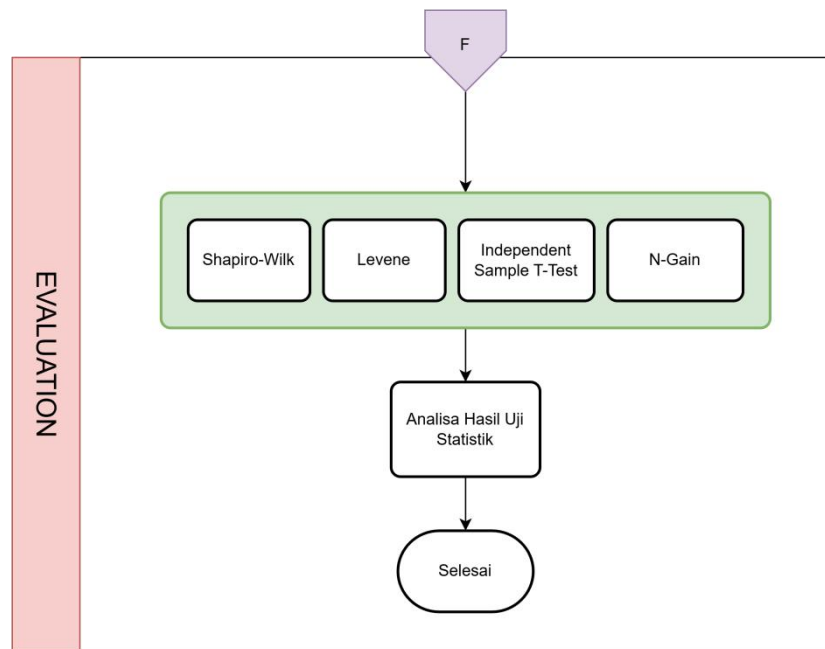 F
EVALUATION
Shapiro-Wilk
Levene
Independent
Sample T-Test
N-Gain
Analisa Hasil Uji
Statistik
Selesai